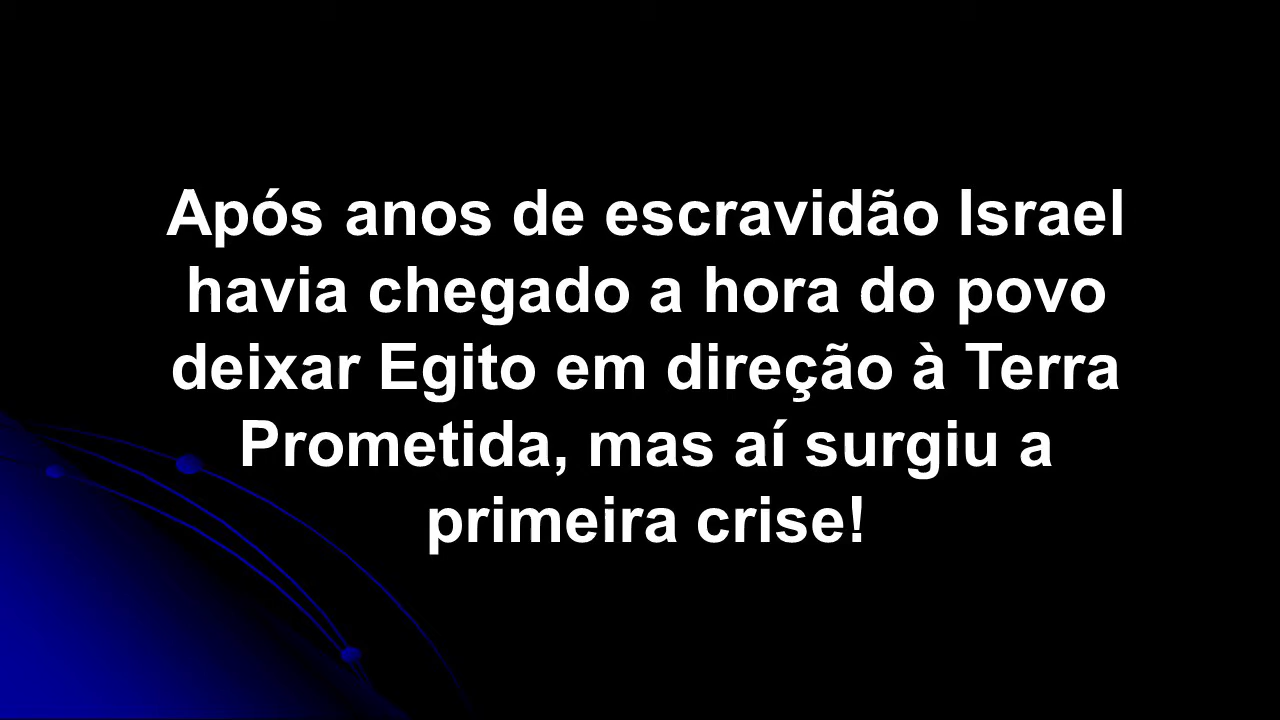 Após anos de escravidão Israel
havia chegado a hora do povo
deixar Egito em direção à Terra
Prometida, mas aí surgiu a
primeira crise!